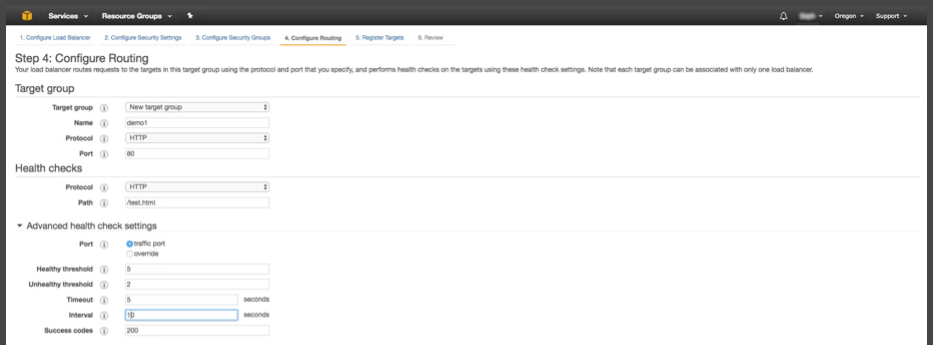 Services Resource Groups Oregon Support
1. Configure Load Balancer 2. Configure Security Settings 3. Configure Security Groups 4. Configure Routing 5. Register Targets 6. Review
Step 4: Configure Routing
Your load balancer routes requests to the targets in this target group using the protocol and port that you specify, and performs health checks on the targets using these health check settings. Note that each target group can be associated with only one load balancer.
Target group
Target group New target group
Name demo1
Protocol HTTP
Port 80
Health checks
Protocol HTTP
Path /test.html
Advanced health check settings
Port traffic port
override
Healthy threshold 5
Unhealthy threshold 2
Timeout 5 seconds
Interval 10 seconds
Success codes 200